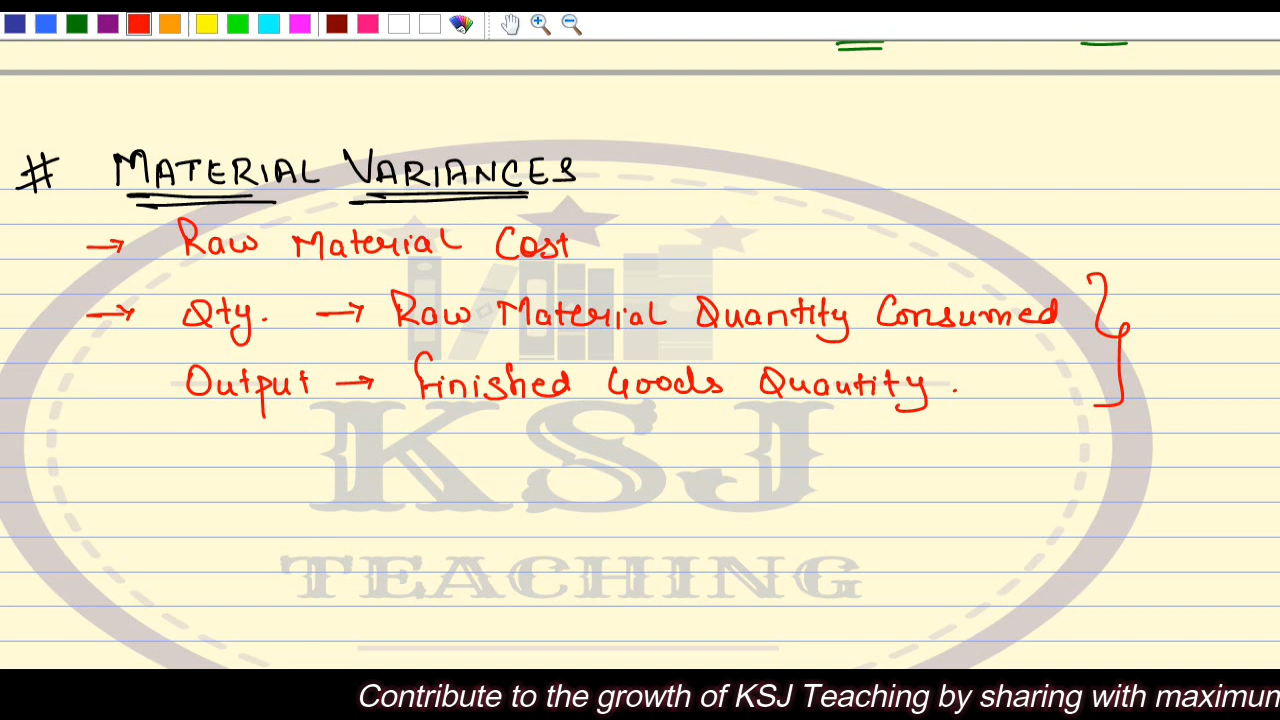 # MATERIAL VARIANCES
→ Raw Material Cost
→ Qty. → Raw Material Quantity Consumed
Output → Finished Goods Quantity.
KSJ
TEACHING
Contribute to the growth of KSJ Teaching by sharing with maximum